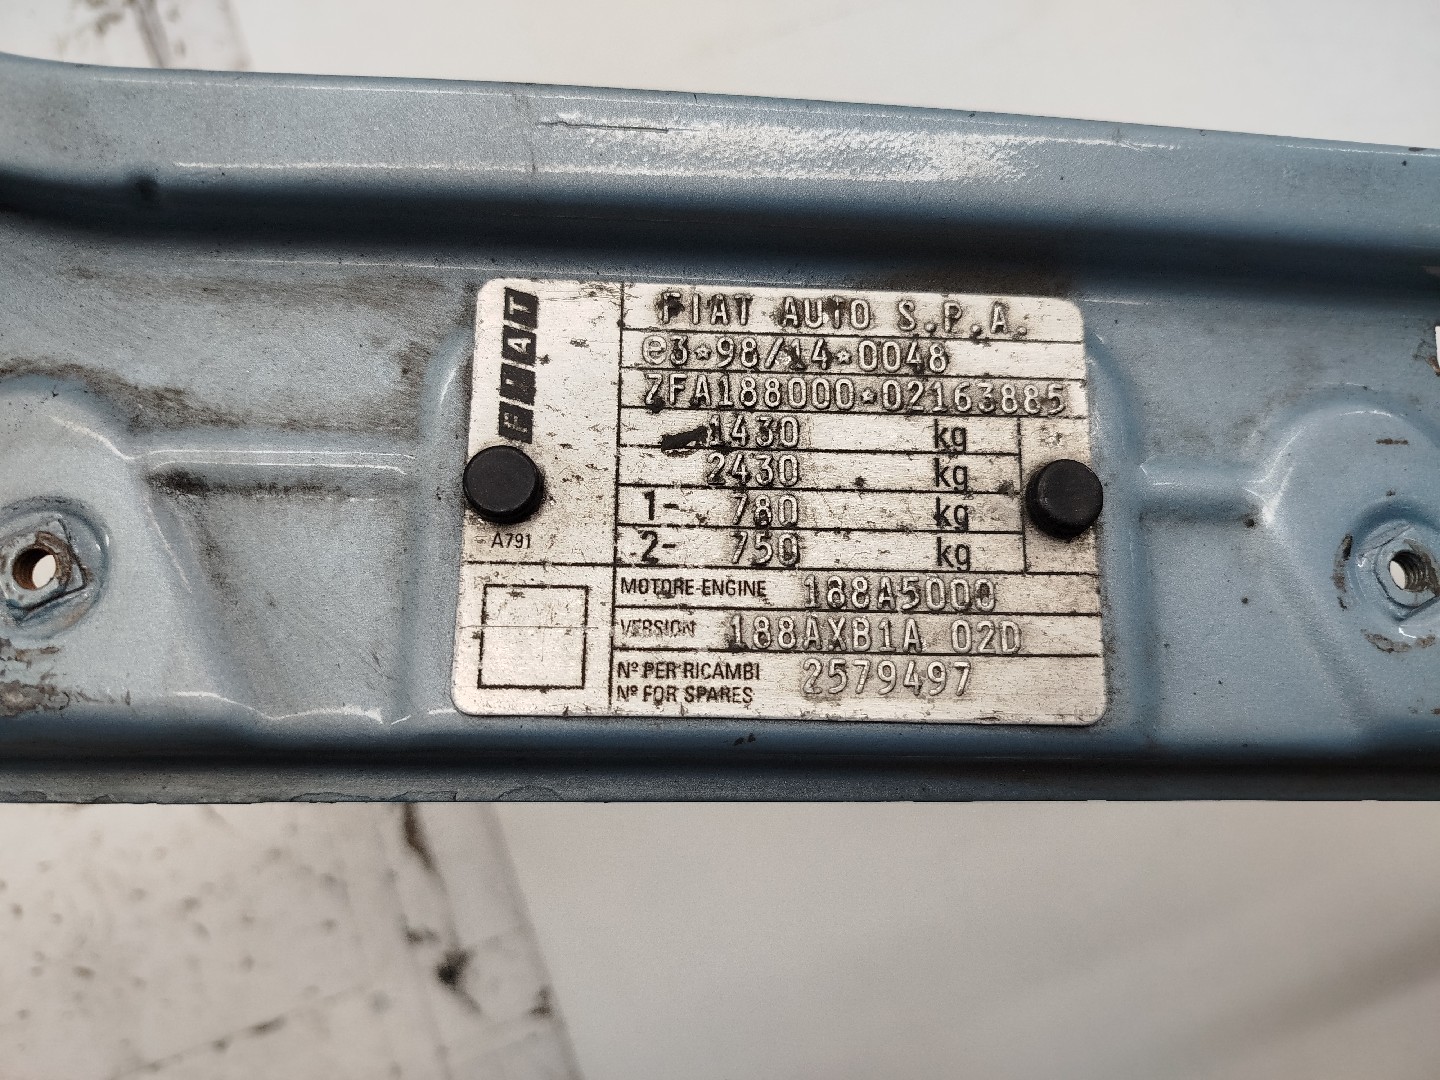 FIAT
FIAT AUTO S.P.A.
e3*98/14*0048
ZFA188000*02163885
1430 kg
2430 kg
1- 780 kg
2- 750 kg
A791
MOTORE-ENGINE 188A5000
VERSION 188AXB1A 02D
Nº PER RICAMBI 2579497
Nº FOR SPARES